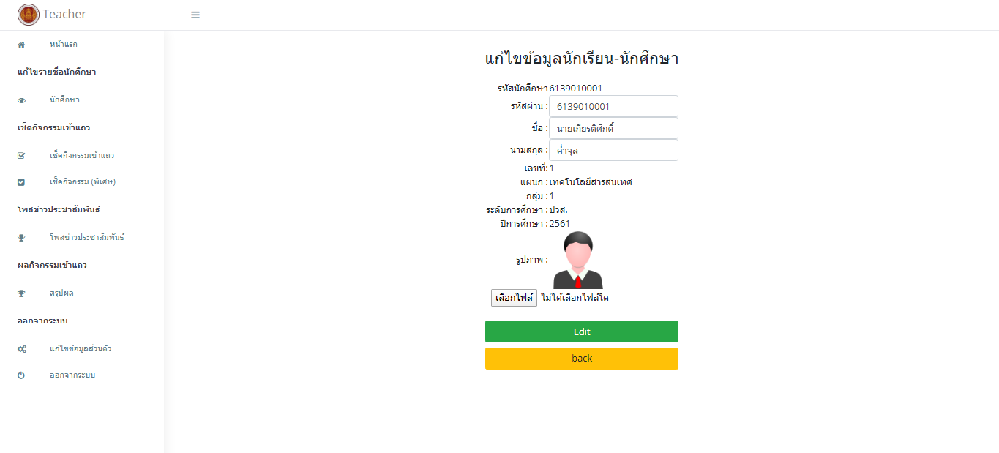 Teacher
หน้าแรก
แก้ไขรายชื่อนักศึกษา
นักศึกษา
เช็คกิจกรรมเข้าแถว
เช็คกิจกรรมเข้าแถว
เช็คกิจกรรม (พิเศษ)
โพสข่าวประชาสัมพันธ์
โพสข่าวประชาสัมพันธ์
ผลกิจกรรมเข้าแถว
สรุปผล
ออกจากระบบ
แก้ไขข้อมูลส่วนตัว
ออกจากระบบ
แก้ไขข้อมูลนักเรียน-นักศึกษา
รหัสนักศึกษา 6139010001
รหัสผ่าน : 6139010001
ชื่อ : นายเกียรติศักดิ์
นามสกุล : ค่ำจุล
เลขที่: 1
แผนก : เทคโนโลยีสารสนเทศ
กลุ่ม : 1
ระดับการศึกษา : ปวส.
ปีการศึกษา : 2561
รูปภาพ :
เลือกไฟล์ ไม่ได้เลือกไฟล์ใด
Edit
back